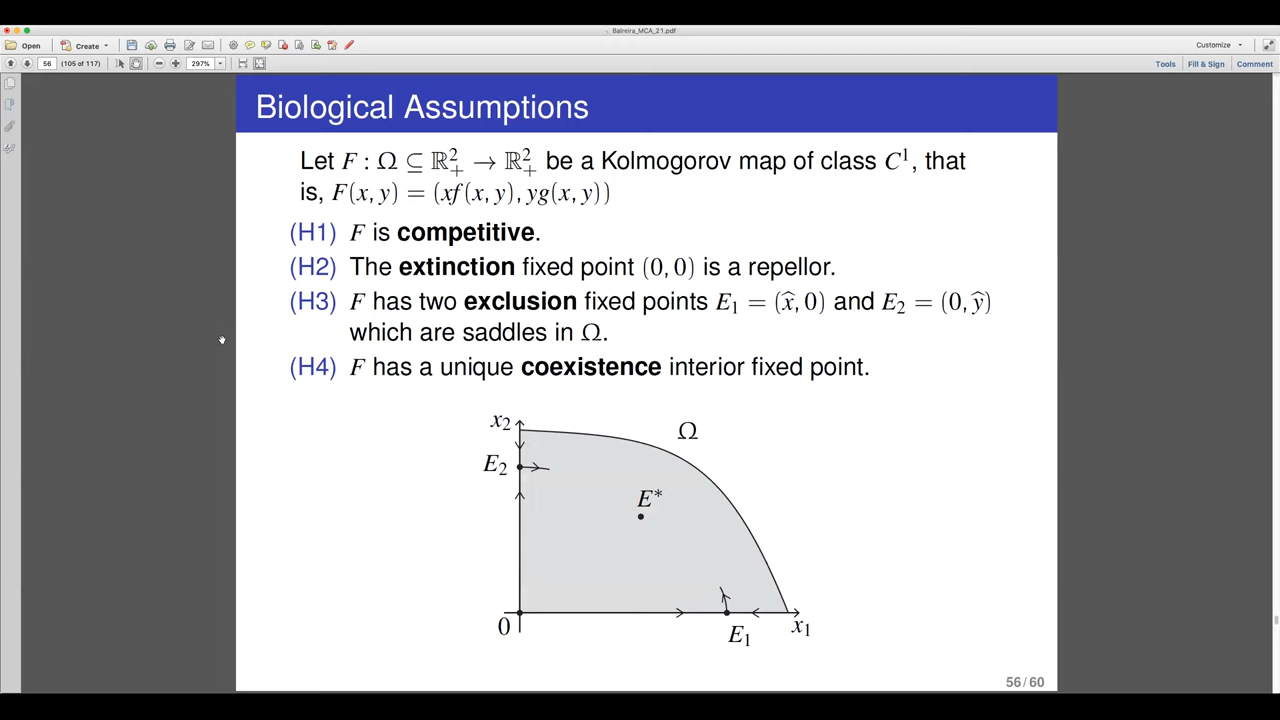 Balreira_MCA_21.pdf
Open
Create
Customize
56
(105 of 117)
297%
Tools
Fill & Sign
Comment
Biological Assumptions
Let F : Ω ⊆ ℝ²₊ → ℝ²₊ be a Kolmogorov map of class C¹, that
is, F(x, y) = (xf(x, y), yg(x, y))
(H1) F is competitive.
(H2) The extinction fixed point (0, 0) is a repellor.
(H3) F has two exclusion fixed points E₁ = (x̂, 0) and E₂ = (0, ŷ)
which are saddles in Ω.
(H4) F has a unique coexistence interior fixed point.
x₂
Ω
E₂
E*
0
E₁
x₁
56 / 60